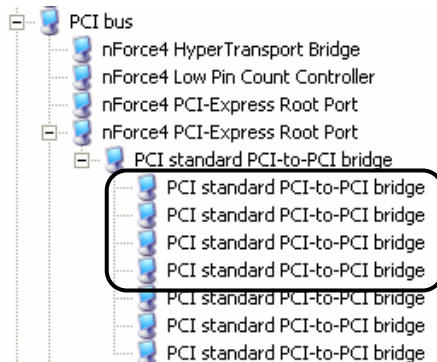 PCI bus
nForce4 HyperTransport Bridge
nForce4 Low Pin Count Controller
nForce4 PCI-Express Root Port
nForce4 PCI-Express Root Port
PCI standard PCI-to-PCI bridge
PCI standard PCI-to-PCI bridge
PCI standard PCI-to-PCI bridge
PCI standard PCI-to-PCI bridge
PCI standard PCI-to-PCI bridge
PCI standard PCI-to-PCI bridge
PCI standard PCI-to-PCI bridge
PCI standard PCI-to-PCI bridge